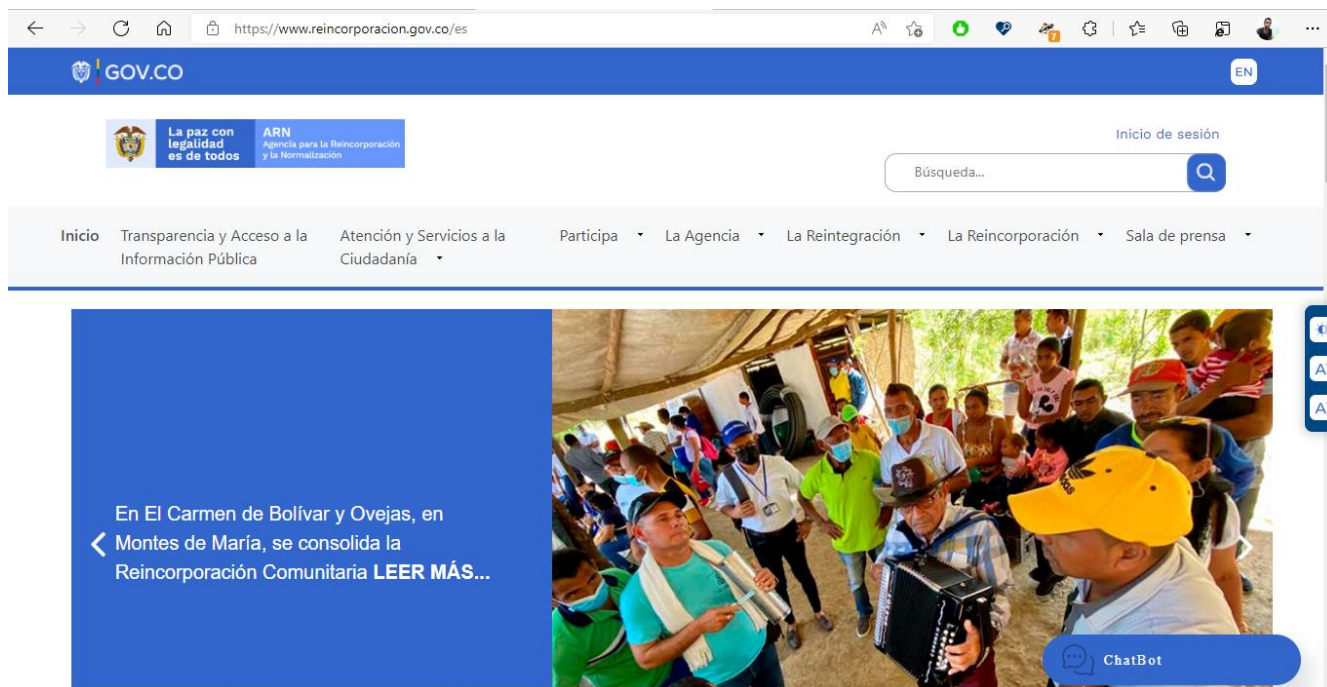 https://www.reincorporacion.gov.co/es
A
7
GOV.CO
EN
La paz con
legalidad
es de todos
ARN
Agencia para la Reincorporación
y la Normalización
Inicio de sesión
Búsqueda...
Inicio
Transparencia y Acceso a la
Información Pública
Atención y Servicios a la
Ciudadanía
Participa
La Agencia
La Reintegración
La Reincorporación
Sala de prensa
A
A
En El Carmen de Bolívar y Ovejas, en
Montes de María, se consolida la
Reincorporación Comunitaria LEER MÁS...
adidas
ChatBot